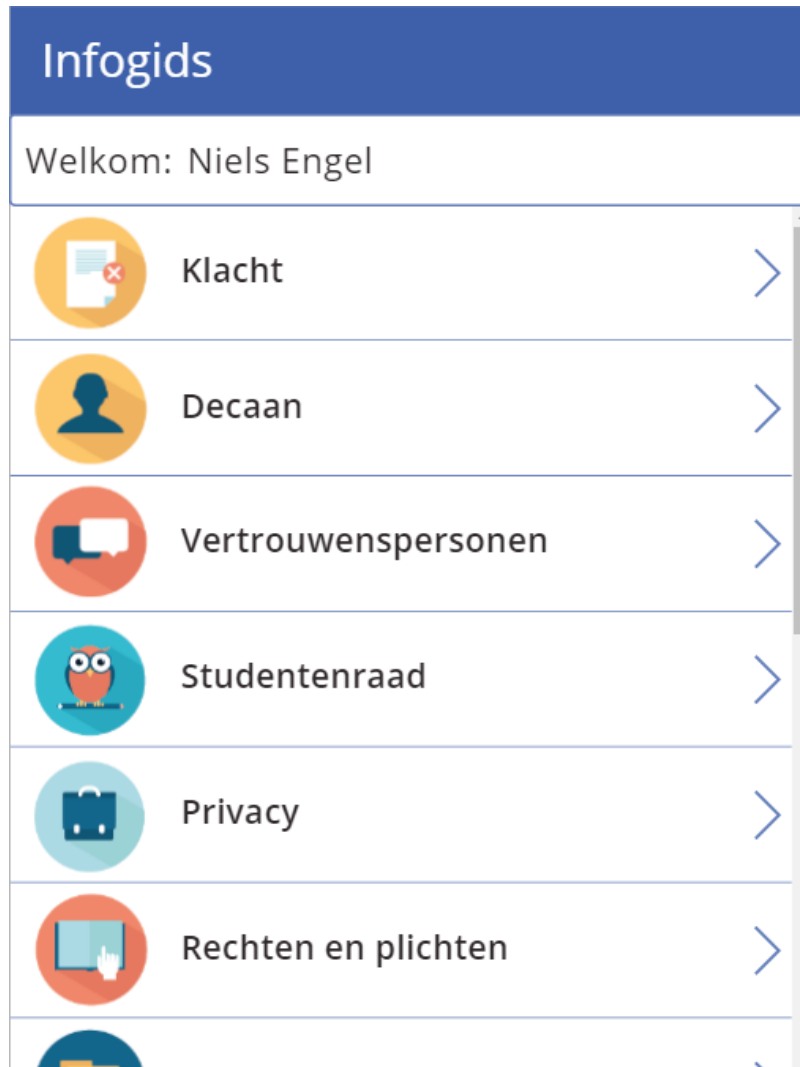 Infogids
Welkom: Niels Engel
Klacht
Decaan
Vertrouwenspersonen
Studentenraad
Privacy
Rechten en plichten